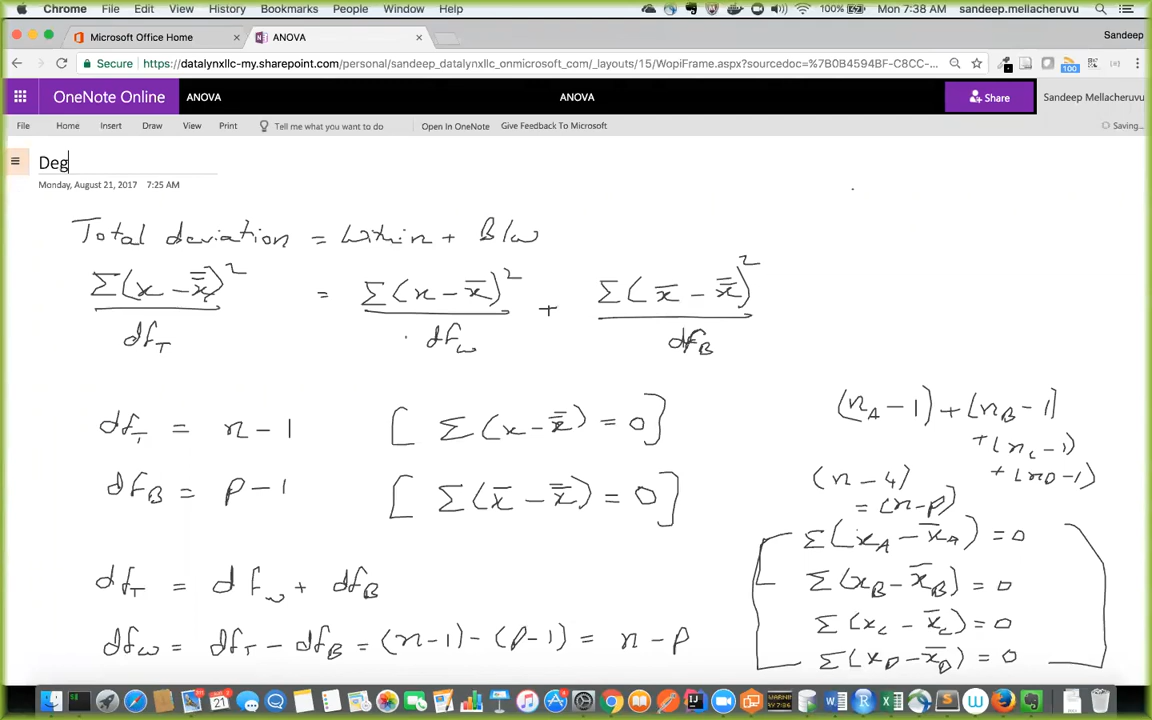 Chrome File Edit View History Bookmarks People Window Help 100% Mon 7:38 AM sandeep.mellacheruvu
Microsoft Office Home × ANOVA × Sandeep
Secure https://datalynxllc-my.sharepoint.com/personal/sandeep_datalynxllc_onmicrosoft_com/_layouts/15/WopiFrame.aspx?sourcedoc=%7B0B4594BF-C8CC-... 100
OneNote Online ANOVA ANOVA Share Sandeep Mellacheruvu
File Home Insert Draw View Print Tell me what you want to do Open In OneNote Give Feedback To Microsoft Saving...
Deg
Monday, August 21, 2017 7:25 AM
Total deviation = within + B/w
Σ(x − x̿)² / df_T = Σ(x − x̄)² / df_w + Σ(x̄ − x̿)² / df_B
df_T = n − 1 [ Σ(x − x̿) = 0 ]
df_B = p − 1 [ Σ(x̄ − x̿) = 0 ]
df_T = df_w + df_B
df_w = df_T − df_B = (n − 1) − (p − 1) = n − p
(n_A − 1) + (n_B − 1)
+ (n_C − 1)
+ (n_D − 1)
(n − 4)
= (n − p)
Σ(x_A − x̄_A) = 0
Σ(x_B − x̄_B) = 0
Σ(x_C − x̄_C) = 0
Σ(x_D − x̄_D) = 0